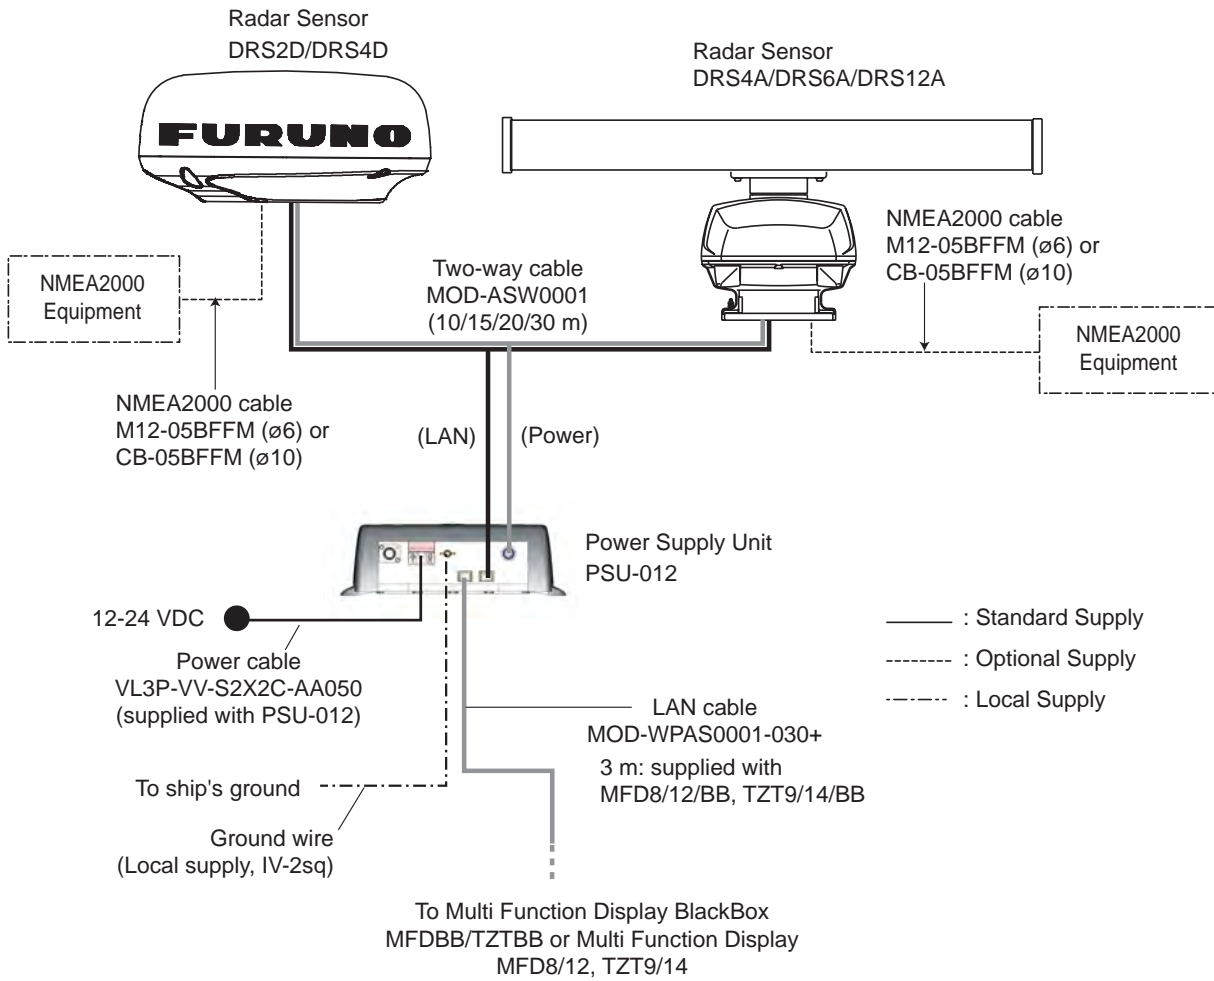 Radar Sensor
DRS2D/DRS4D
Radar Sensor
DRS4A/DRS6A/DRS12A
FURUNO
NMEA2000 cable
M12-05BFFM (ø6) or
CB-05BFFM (ø10)
NMEA2000
Equipment
Two-way cable
MOD-ASW0001
(10/15/20/30 m)
NMEA2000
Equipment
NMEA2000 cable
M12-05BFFM (ø6) or
CB-05BFFM (ø10)
(LAN)
(Power)
Power Supply Unit
PSU-012
12-24 VDC
Power cable
VL3P-VV-S2X2C-AA050
(supplied with PSU-012)
: Standard Supply
: Optional Supply
: Local Supply
LAN cable
MOD-WPAS0001-030+
3 m: supplied with
MFD8/12/BB, TZT9/14/BB
To ship's ground
Ground wire
(Local supply, IV-2sq)
To Multi Function Display BlackBox
MFDBB/TZTBB or Multi Function Display
MFD8/12, TZT9/14